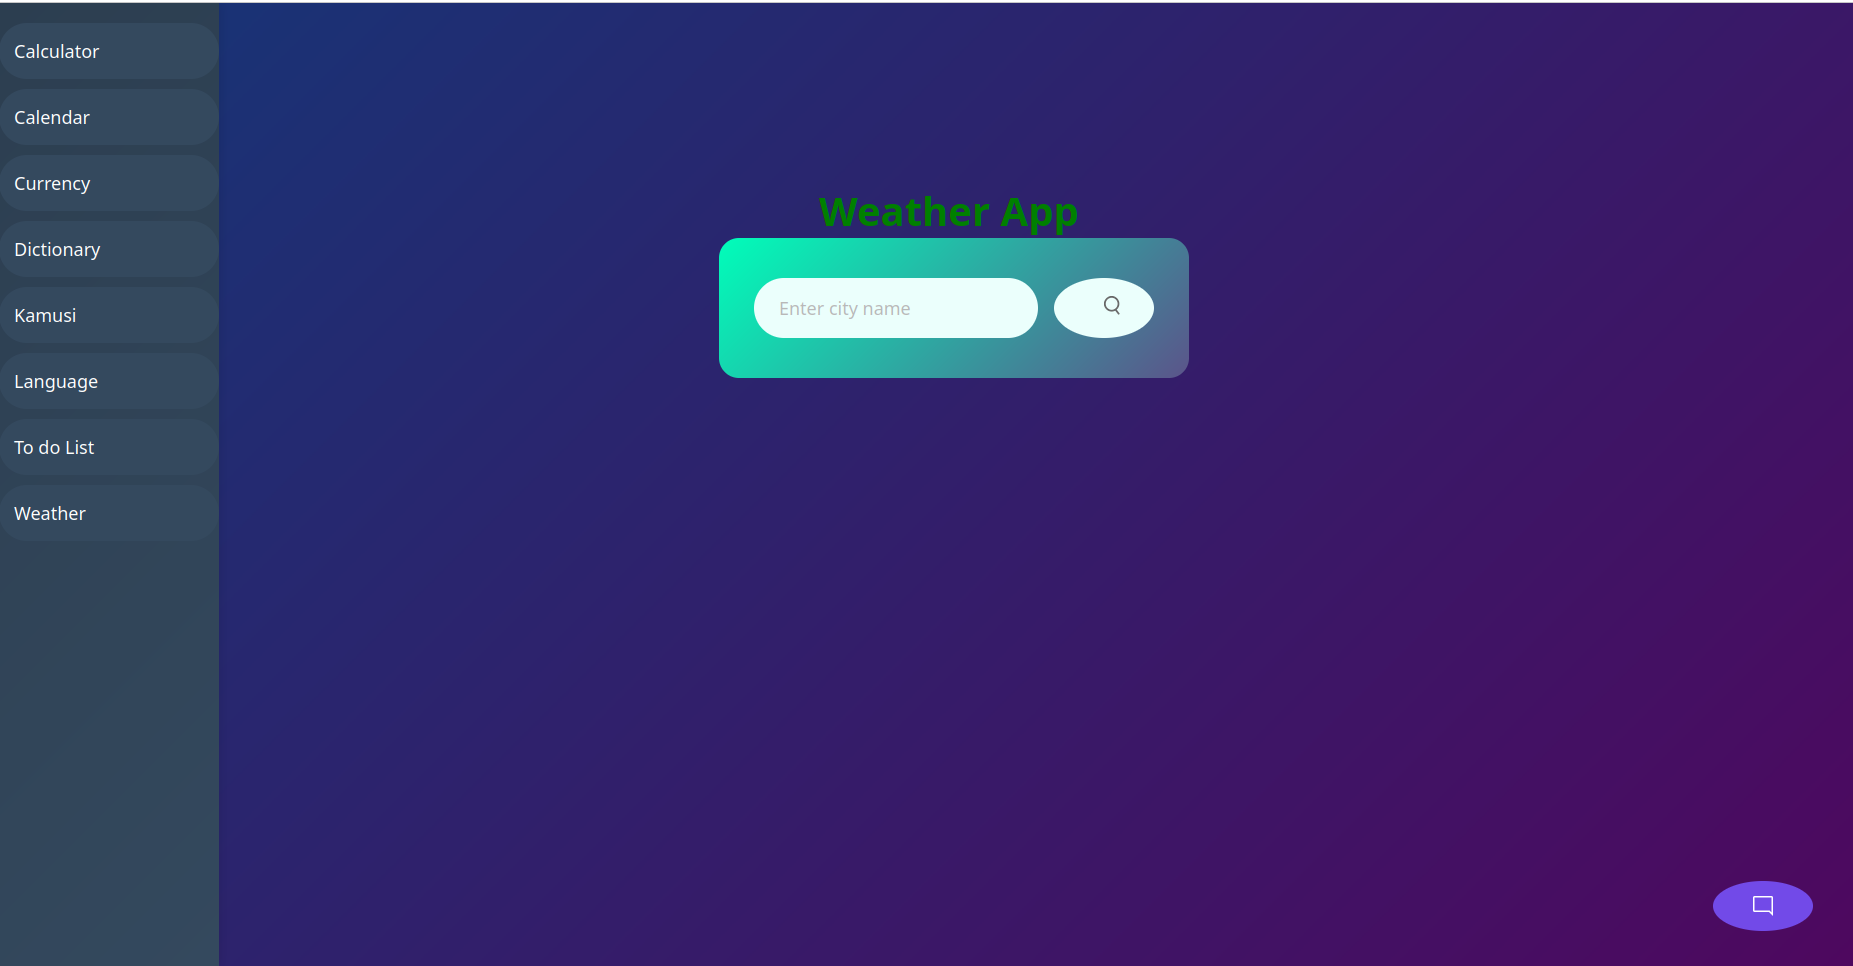 Calculator
Calendar
Currency
Dictionary
Kamusi
Language
To do List
Weather
Weather App
Enter city name